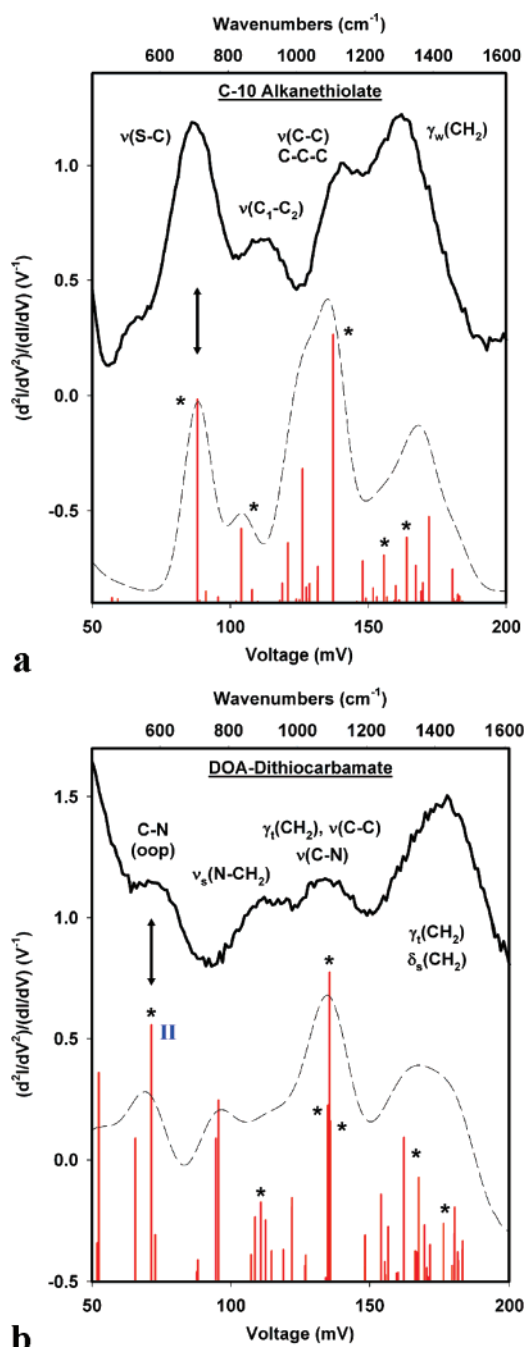 Wavenumbers (cm⁻¹)
400 600 800 1000 1200 1400 1600
C-10 Alkanethiolate
ν(S-C)
ν(C₁-C₂)
ν(C-C)
C-C-C
γw(CH₂)
(d²I/dV²)/(dI/dV) (V⁻¹)
1.0
0.5
0.0
-0.5
* * * * *
50 100 150 200
Voltage (mV)
a
Wavenumbers (cm⁻¹)
600 800 1000 1200 1400 1600
DOA-Dithiocarbamate
C-N
(oop)
νs(N-CH₂)
γt(CH₂), ν(C-C)
ν(C-N)
γt(CH₂)
δs(CH₂)
(d²I/dV²)/(dI/dV) (V⁻¹)
1.5
1.0
0.5
0.0
-0.5
* * * * * * *
II
50 100 150 200
Voltage (mV)
b